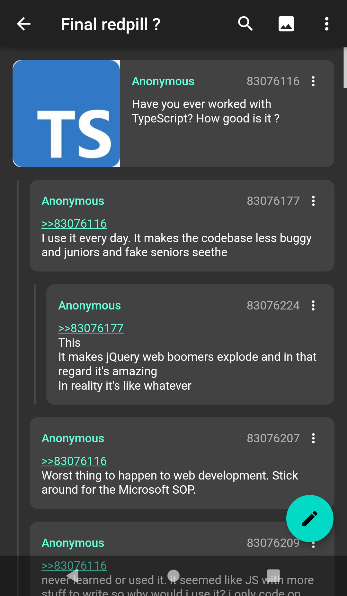 Final redpill ?
TS
Anonymous 83076116
Have you ever worked with
TypeScript? How good is it ?
Anonymous 83076177
>>83076116
I use it every day. It makes the codebase less buggy
and juniors and fake seniors seethe
Anonymous 83076224
>>83076177
This
It makes jQuery web boomers explode and in that
regard it's amazing
In reality it's like whatever
Anonymous 83076207
>>83076116
Worst thing to happen to web development. Stick
around for the Microsoft SOP.
Anonymous 83076209
>>83076116
never learned or used it. it seemed like JS with more
stuff to write so why would i use it? i only code on